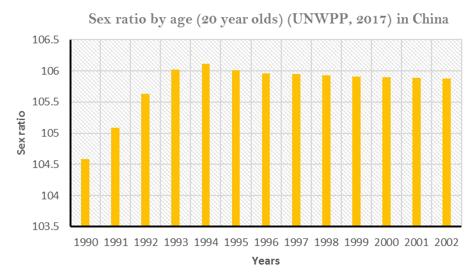 Sex ratio by age (20 year olds) (UNWPP, 2017) in China
106.5
106
105.5
105
104.5
104
103.5
Sex ratio
1990 1991 1992 1993 1994 1995 1996 1997 1998 1999 2000 2001 2002
Years